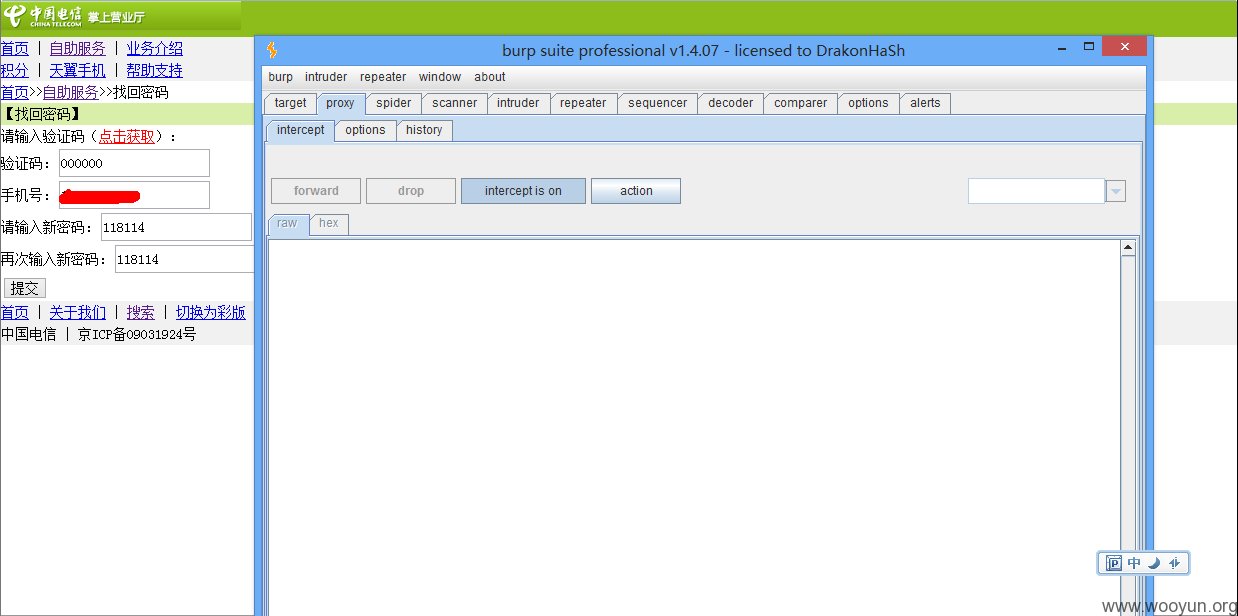 中国电信 掌上营业厅
CHINA TELECOM
首页 | 自助服务 | 业务介绍
积分 | 天翼手机 | 帮助支持
首页>>自助服务>>找回密码
【找回密码】
请输入验证码（点击获取）：
验证码： 000000
手机号：
请输入新密码： 118114
再次输入新密码： 118114
提交
首页 | 关于我们 | 搜索 | 切换为彩版
中国电信 | 京ICP备09031924号
burp suite professional v1.4.07 - licensed to DrakonHaSh
burp intruder repeater window about
target proxy spider scanner intruder repeater sequencer decoder comparer options alerts
intercept options history
forward drop intercept is on action
raw hex
P 中
www.wooyun.org